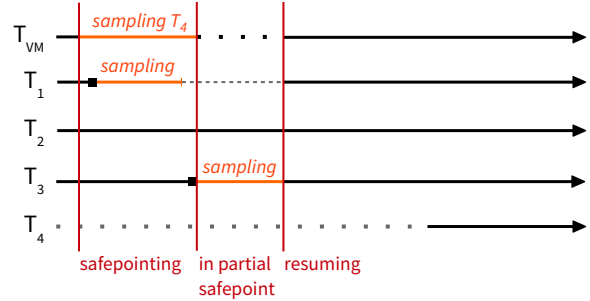 sampling T4
TVM
sampling
T1
T2
sampling
T3
T4
safepointing
in partial
safepoint
resuming